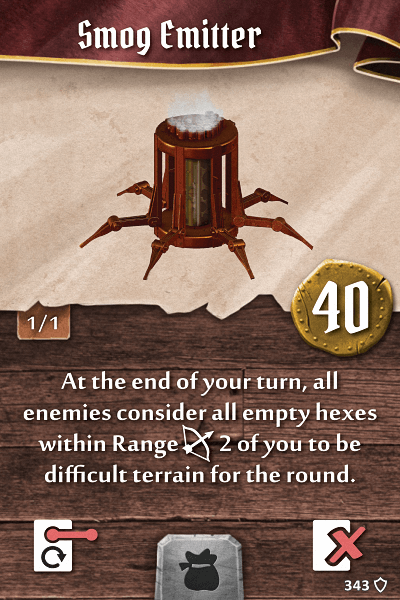 Smog Emitter
1/1
40
At the end of your turn, all
enemies consider all empty hexes
within Range 2 of you to be
difficult terrain for the round.
343